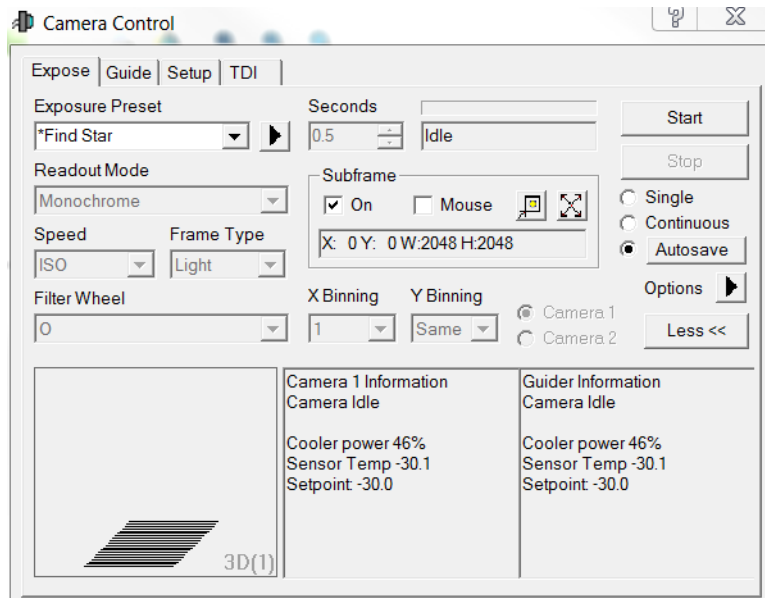 Camera Control
Expose Guide Setup TDI
Exposure Preset
*Find Star
Seconds
0.5
Idle
Start
Stop
Readout Mode
Monochrome
Subframe
On
Mouse
X: 0 Y: 0 W:2048 H:2048
Single
Continuous
Autosave
Speed
ISO
Frame Type
Light
Options
Filter Wheel
O
X Binning
1
Y Binning
Same
Camera 1
Camera 2
Less <<
3D(1)
Camera 1 Information
Camera Idle
Cooler power 46%
Sensor Temp -30.1
Setpoint: -30.0
Guider Information
Camera Idle
Cooler power 46%
Sensor Temp -30.1
Setpoint: -30.0